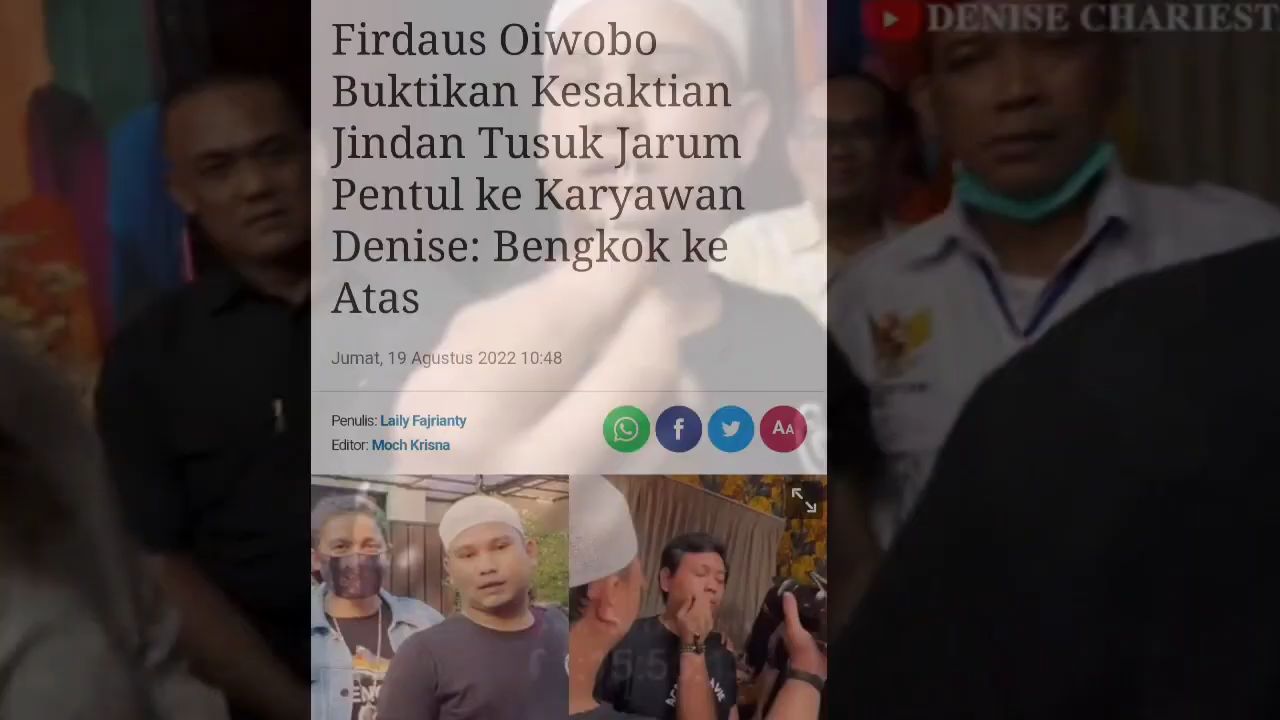 DENISE CHARIEST
Firdaus Oiwobo
Buktikan Kesaktian
Jindan Tusuk Jarum
Pentul ke Karyawan
Denise: Bengkok ke
Atas
Jumat, 19 Agustus 2022 10:48
Penulis: Laily Fajrianty
Editor: Moch Krisna
AA